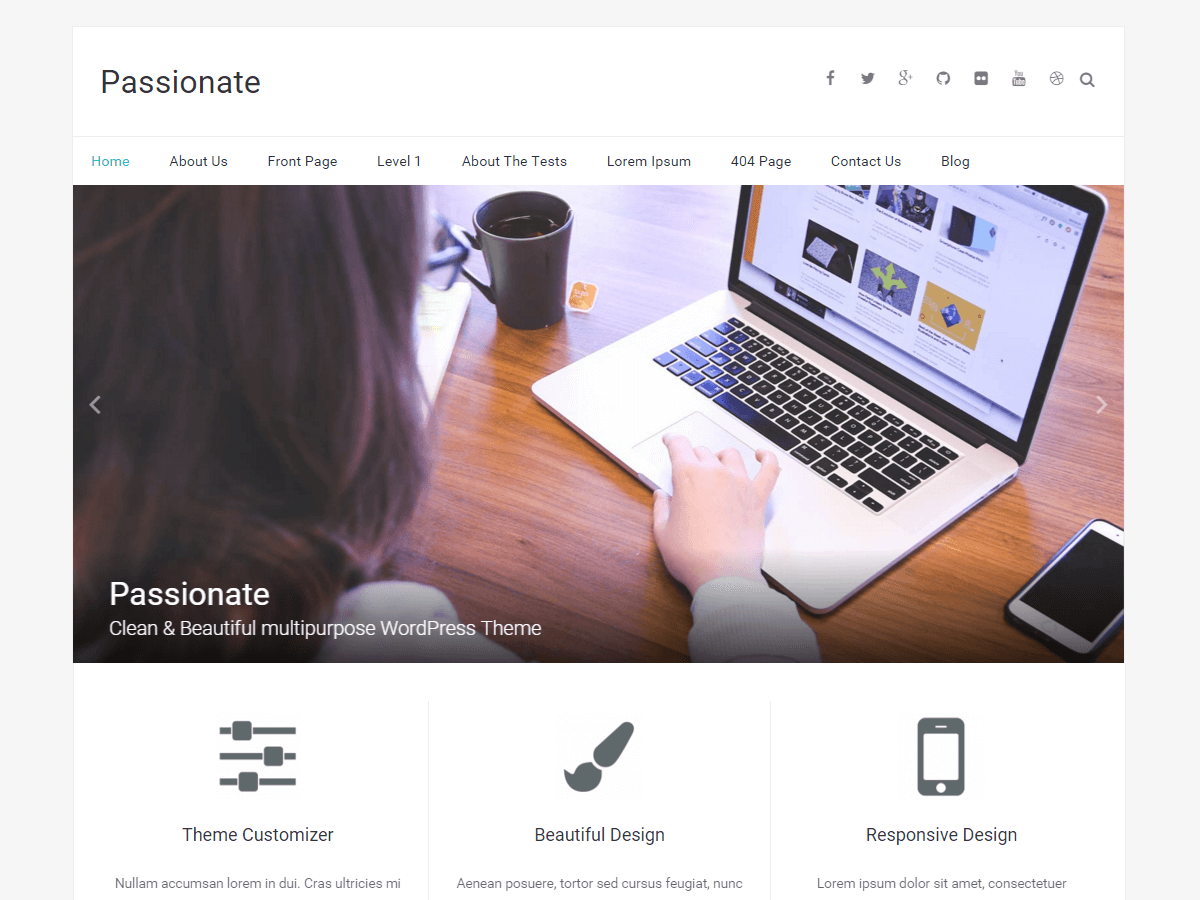 Passionate
You
Tube
Home About Us Front Page Level 1 About The Tests Lorem Ipsum 404 Page Contact Us Blog
Passionate
Clean & Beautiful multipurpose WordPress Theme
Theme Customizer Beautiful Design Responsive Design
Nullam accumsan lorem in dui. Cras ultricies mi Aenean posuere, tortor sed cursus feugiat, nunc Lorem ipsum dolor sit amet, consectetuer